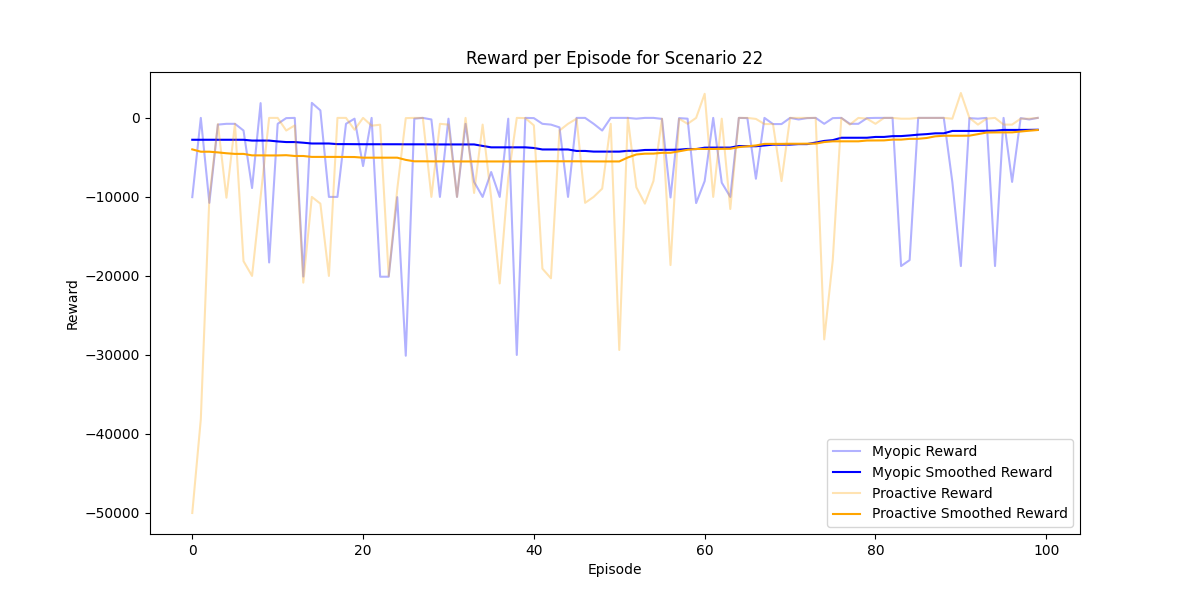 Reward per Episode for Scenario 22
Reward
0
−10000
−20000
−30000
−40000
−50000
0 20 40 60 80 100
Episode
Myopic Reward
Myopic Smoothed Reward
Proactive Reward
Proactive Smoothed Reward